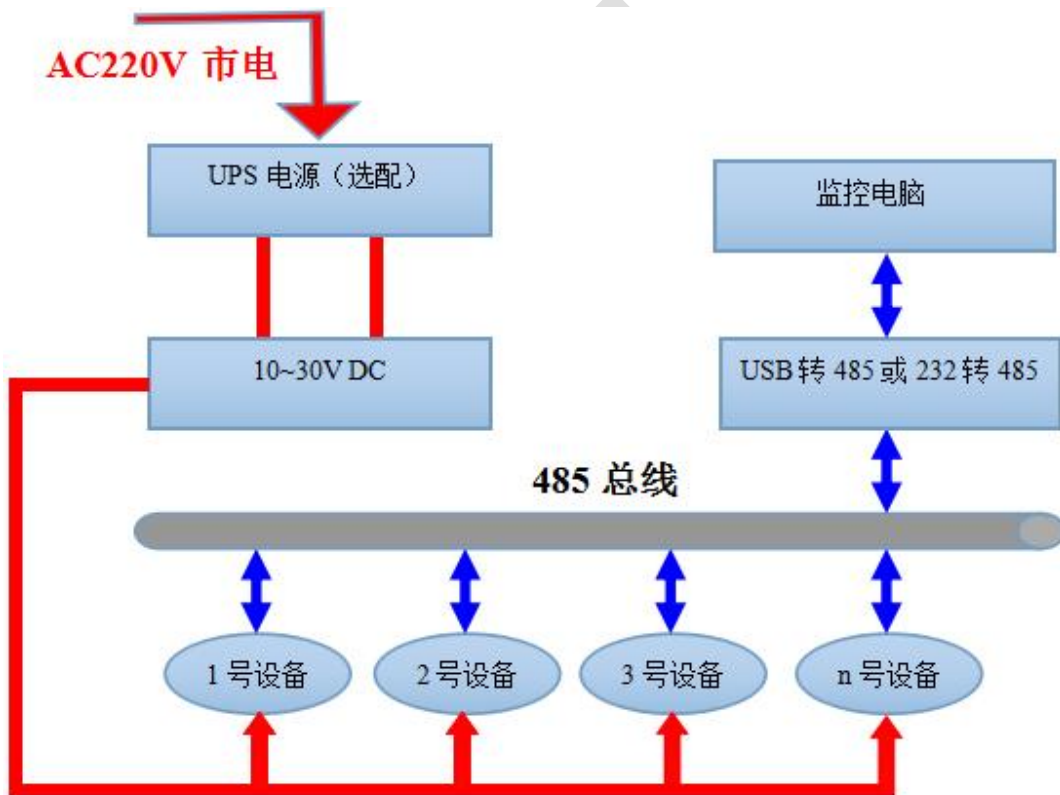 AC220V 市电
UPS 电源（选配）
监控电脑
10~30V DC
USB 转 485 或 232 转 485
485 总线
1 号设备
2 号设备
3 号设备
n 号设备